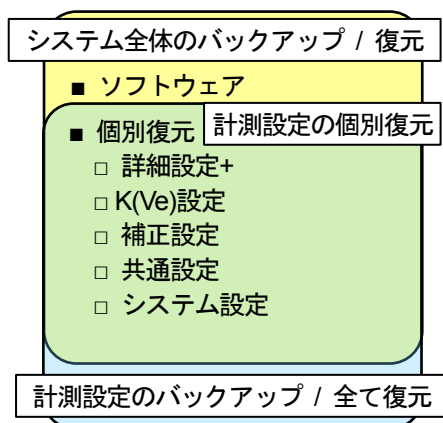 システム全体のバックアップ / 復元
■ ソフトウェア
■ 個別復元
計測設定の個別復元
□ 詳細設定+
□ K(Ve)設定
□ 補正設定
□ 共通設定
□ システム設定
計測設定のバックアップ / 全て復元